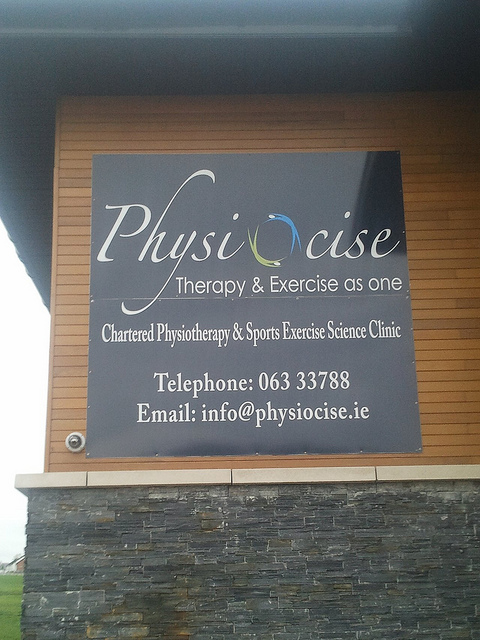 PhysiOcise
Therapy & Exercise as one
Chartered Physiotherapy & Sports Exercise Science Clinic
Telephone: 063 33788
Email: info@physiocise.ie